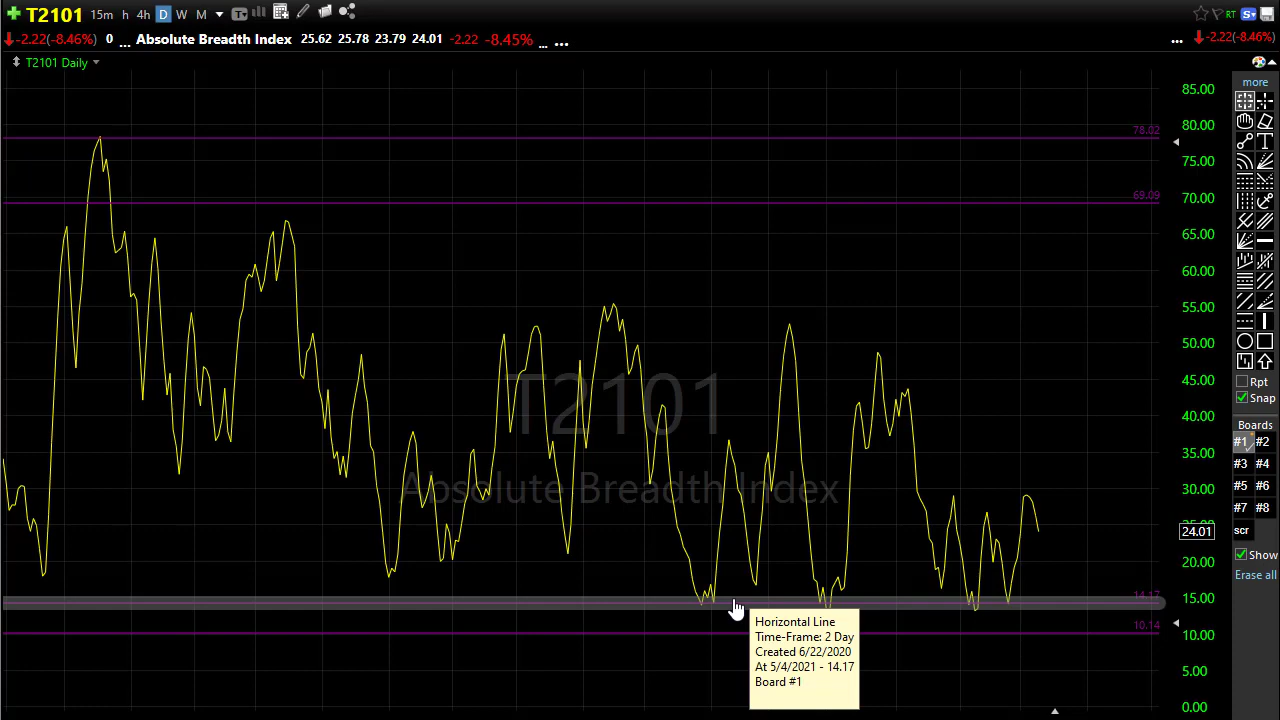 T2101 15m h 4h D W M T RT S
-2.22(-8.46%) 0 ... Absolute Breadth Index 25.62 25.78 23.79 24.01 -2.22 -8.45% ... ... ... -2.22(-8.46%)
T2101 Daily
more
85.00
78.02
80.00
75.00
69.09
70.00
65.00
60.00
55.00
50.00
45.00
Rpt
Snap
T2101
40.00
Boards
35.00
#1 #2
#3 #4
Absolute Breadth Index
30.00
#5 #6
#7 #8
25.00
24.01
scr
Show
20.00
Erase all
14.17
15.00
10.14
10.00
Horizontal Line
Time-Frame: 2 Day
Created 6/22/2020
At 5/4/2021 - 14.17
Board #1
5.00
0.00